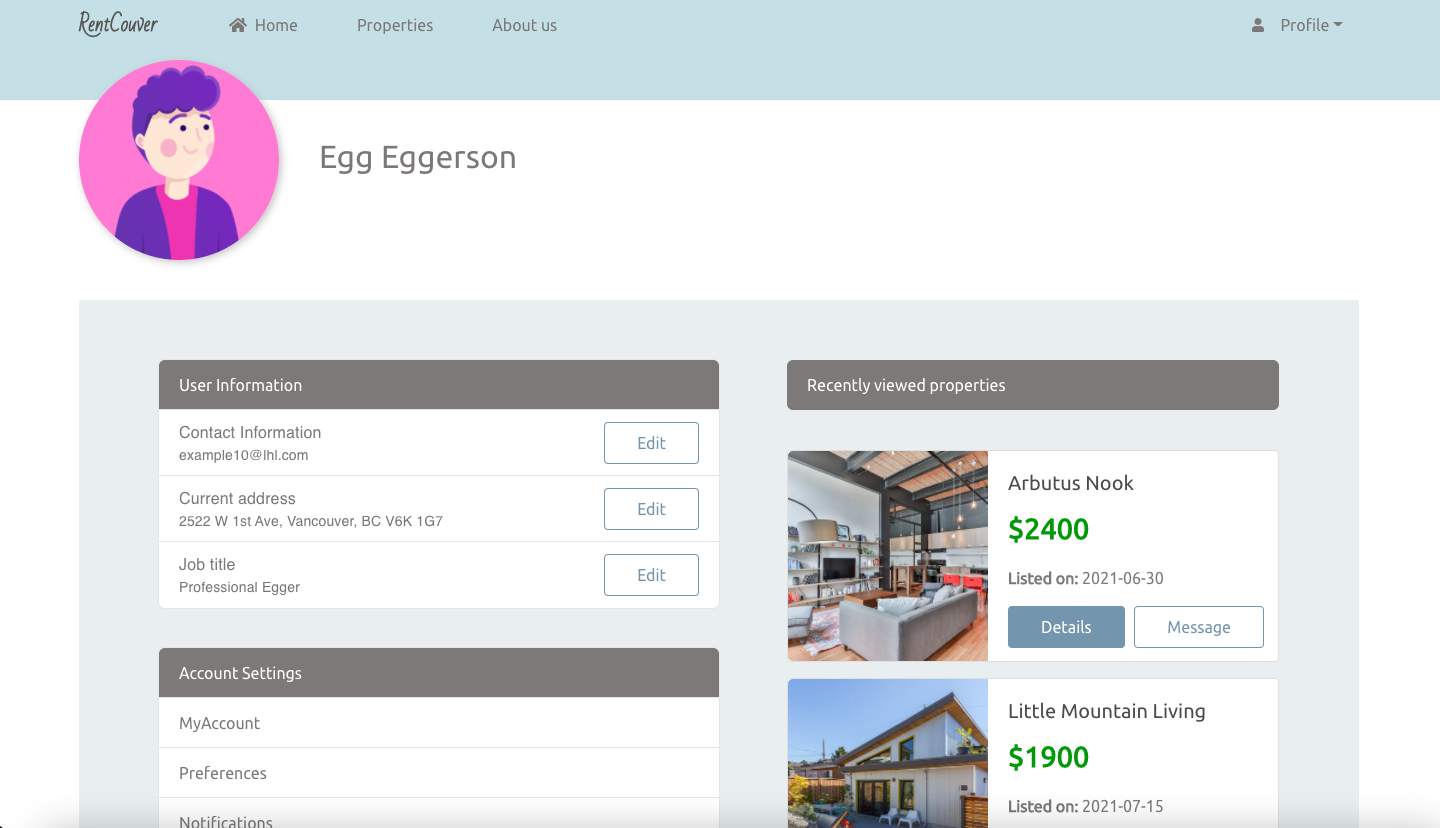 RentCouver
Home
Properties
About us
Profile
Egg Eggerson
User Information
Contact Information
example10@lhl.com
Edit
Current address
2522 W 1st Ave, Vancouver, BC V6K 1G7
Edit
Job title
Professional Egger
Edit
Account Settings
MyAccount
Preferences
Notifications
Recently viewed properties
Arbutus Nook
$2400
Listed on: 2021-06-30
Details
Message
Little Mountain Living
$1900
Listed on: 2021-07-15